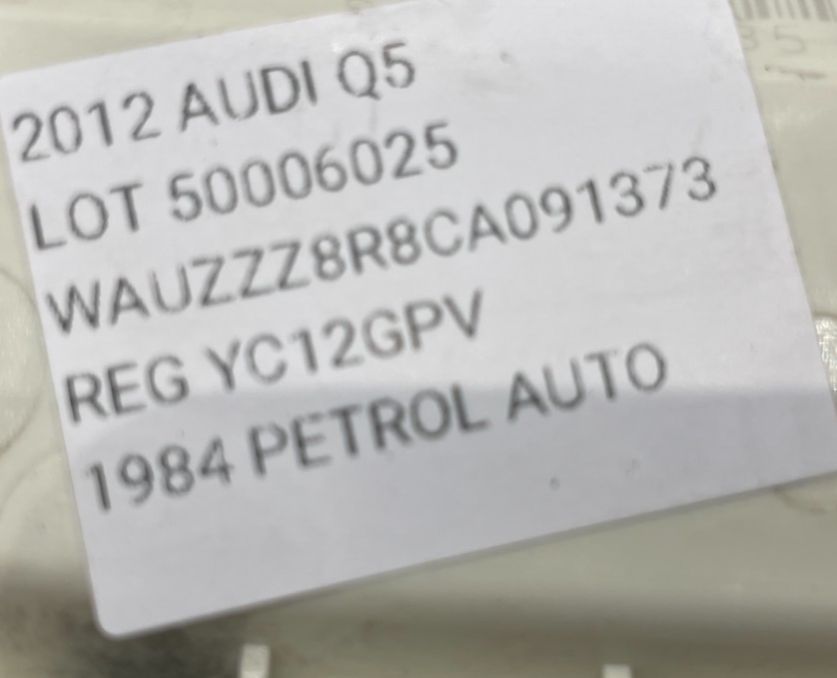 2012 AUDI Q5
LOT 50006025
WAUZZZ8R8CA091373
REG YC12GPV
1984 PETROL AUTO